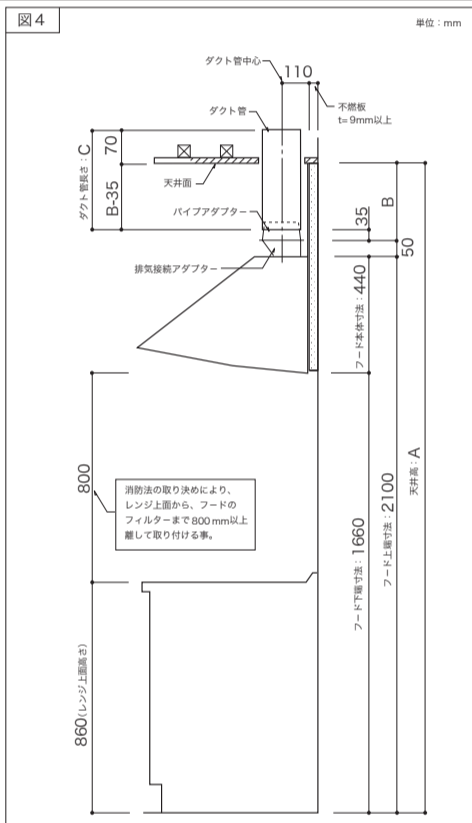 図4
単位：mm
ダクト管中心
110
ダクト管
不燃板
t=9mm以上
ダクト管長さ：C
70
B-35
天井面
パイプアダプター
排気接続アダプター
35
B
50
フード本体寸法：440
天井高：A
800
消防法の取り決めにより、
レンジ上面から、フードの
フィルターまで800mm以上
離して取り付ける事。
フード下端寸法：1660
フード上端寸法：2100
860(レンジ上面高さ)